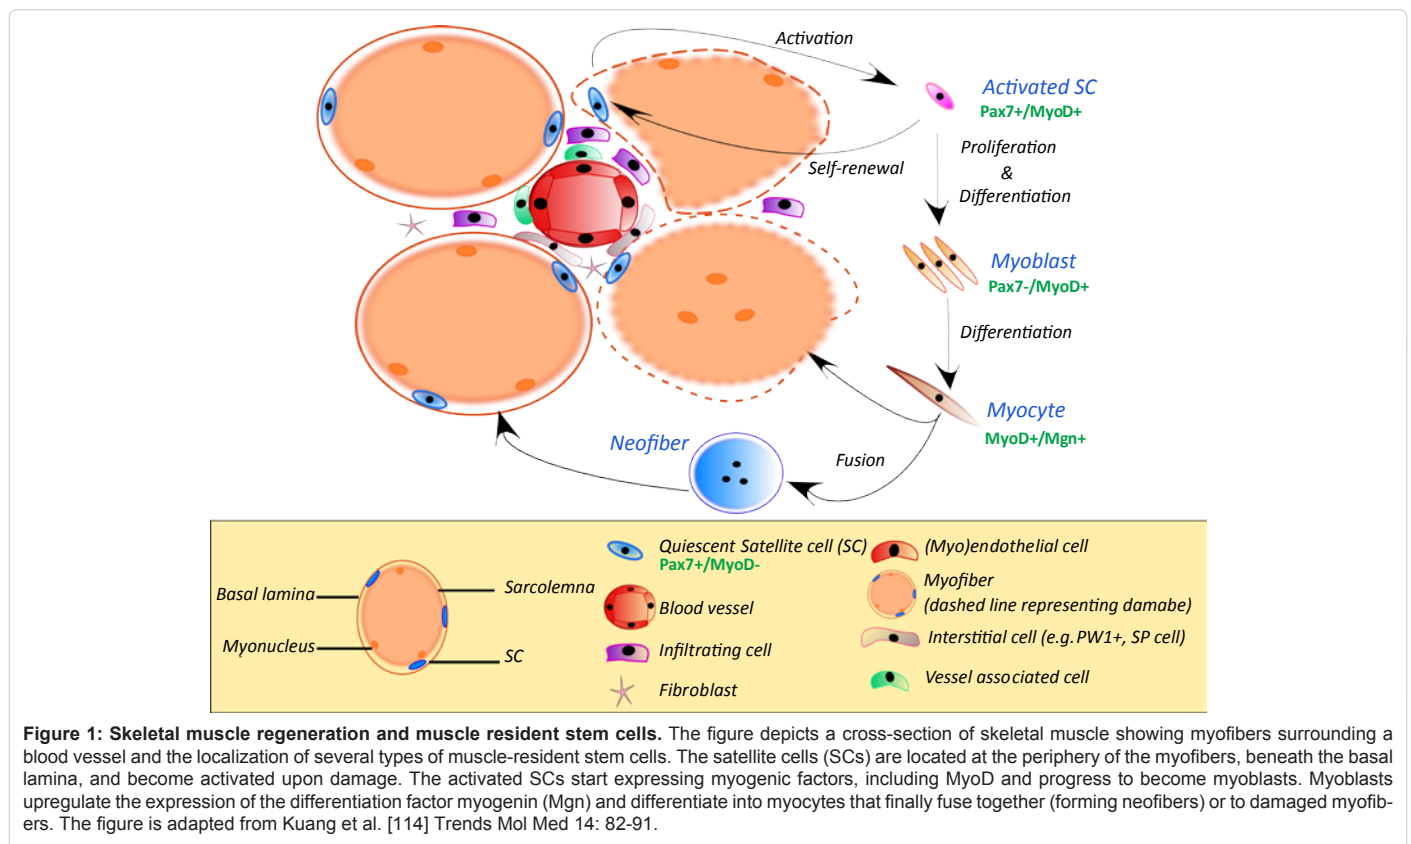 Activation
Activated SC
Pax7+/MyoD+
Self-renewal
Proliferation
&
Differentiation
Myoblast
Pax7-/MyoD+
Differentiation
Myocyte
MyoD+/Mgn+
Fusion
Neofiber
Basal lamina
Sarcolemna
Myonucleus
SC
Quiescent Satellite cell (SC)
Pax7+/MyoD-
Blood vessel
Infiltrating cell
Fibroblast
(Myo)endothelial cell
Myofiber
(dashed line representing damabe)
Interstitial cell (e.g.PW1+, SP cell)
Vessel associated cell
Figure 1: Skeletal muscle regeneration and muscle resident stem cells. The figure depicts a cross-section of skeletal muscle showing myofibers surrounding a
blood vessel and the localization of several types of muscle-resident stem cells. The satellite cells (SCs) are located at the periphery of the myofibers, beneath the basal
lamina, and become activated upon damage. The activated SCs start expressing myogenic factors, including MyoD and progress to become myoblasts. Myoblasts
upregulate the expression of the differentiation factor myogenin (Mgn) and differentiate into myocytes that finally fuse together (forming neofibers) or to damaged myofib-
ers. The figure is adapted from Kuang et al. [114] Trends Mol Med 14: 82-91.